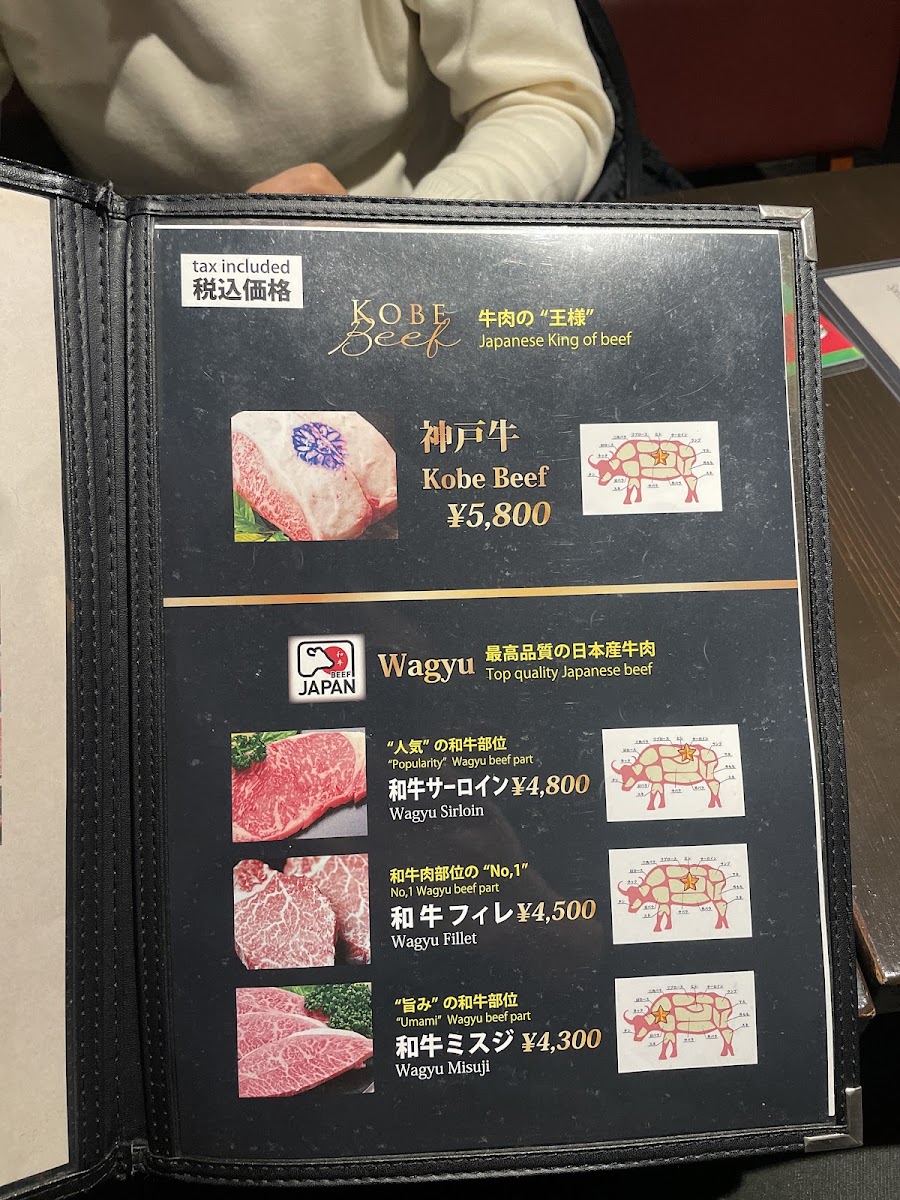 tax included
税込価格
KOBE
Beef
牛肉の “王様”
Japanese King of beef
神戸牛
Kobe Beef
¥5,800
和牛
BEEF
JAPAN
Wagyu
最高品質の日本産牛肉
Top quality Japanese beef
“人気” の和牛部位
“Popularity” Wagyu beef part
和牛サーロイン ¥4,800
Wagyu Sirloin
和牛肉部位の “No,1”
No,1 Wagyu beef part
和牛フィレ ¥4,500
Wagyu Fillet
“旨み” の和牛部位
“Umami” Wagyu beef part
和牛ミスジ ¥4,300
Wagyu Misuji